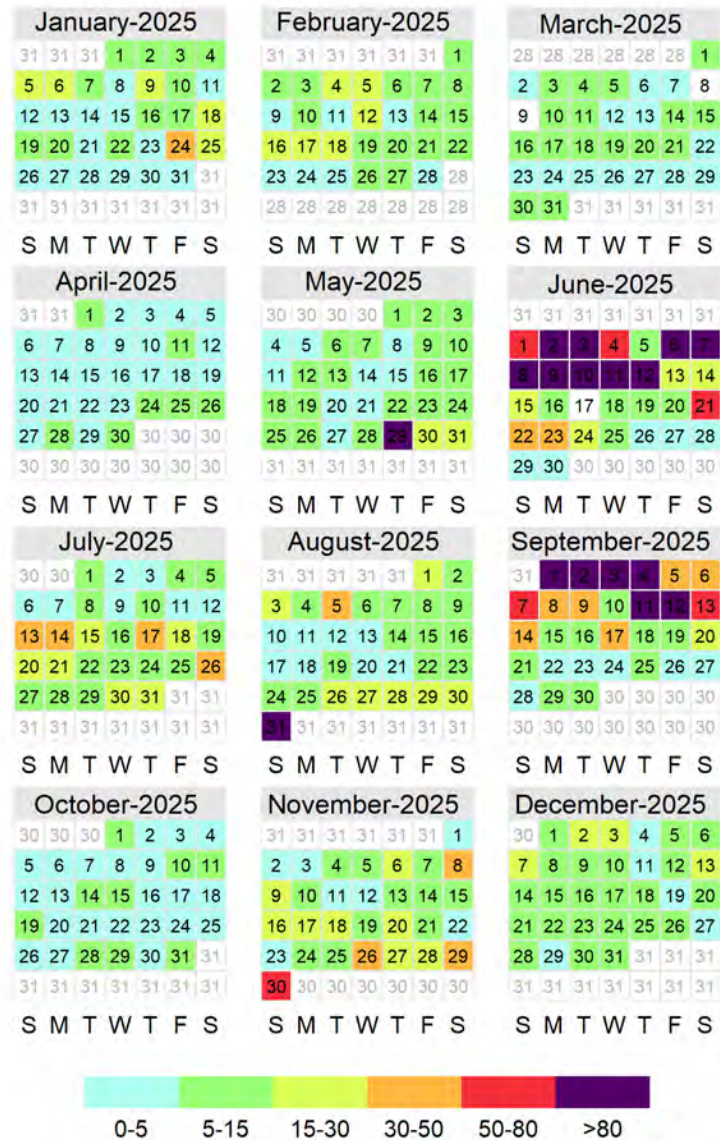 January-2025
31 31 31 1 2 3 4
5 6 7 8 9 10 11
12 13 14 15 16 17 18
19 20 21 22 23 24 25
26 27 28 29 30 31 31
31 31 31 31 31 31 31
S M T W T F S
February-2025
31 31 31 31 31 31 1
2 3 4 5 6 7 8
9 10 11 12 13 14 15
16 17 18 19 20 21 22
23 24 25 26 27 28 28
28 28 28 28 28 28 28
S M T W T F S
March-2025
28 28 28 28 28 28 1
2 3 4 5 6 7 8
9 10 11 12 13 14 15
16 17 18 19 20 21 22
23 24 25 26 27 28 29
30 31 31 31 31 31 31
S M T W T F S
April-2025
31 31 1 2 3 4 5
6 7 8 9 10 11 12
13 14 15 16 17 18 19
20 21 22 23 24 25 26
27 28 29 30 30 30 30
30 30 30 30 30 30 30
S M T W T F S
May-2025
30 30 30 30 1 2 3
4 5 6 7 8 9 10
11 12 13 14 15 16 17
18 19 20 21 22 23 24
25 26 27 28 29 30 31
31 31 31 31 31 31 31
S M T W T F S
June-2025
31 31 31 31 31 31 31
1 2 3 4 5 6 7
8 9 10 11 12 13 14
15 16 17 18 19 20 21
22 23 24 25 26 27 28
29 30 30 30 30 30 30
S M T W T F S
July-2025
30 30 1 2 3 4 5
6 7 8 9 10 11 12
13 14 15 16 17 18 19
20 21 22 23 24 25 26
27 28 29 30 31 31 31
31 31 31 31 31 31 31
S M T W T F S
August-2025
31 31 31 31 31 1 2
3 4 5 6 7 8 9
10 11 12 13 14 15 16
17 18 19 20 21 22 23
24 25 26 27 28 29 30
31 31 31 31 31 31 31
S M T W T F S
September-2025
31 1 2 3 4 5 6
7 8 9 10 11 12 13
14 15 16 17 18 19 20
21 22 23 24 25 26 27
28 29 30 30 30 30 30
30 30 30 30 30 30 30
S M T W T F S
October-2025
30 30 30 1 2 3 4
5 6 7 8 9 10 11
12 13 14 15 16 17 18
19 20 21 22 23 24 25
26 27 28 29 30 31 31
31 31 31 31 31 31 31
S M T W T F S
November-2025
31 31 31 31 31 31 1
2 3 4 5 6 7 8
9 10 11 12 13 14 15
16 17 18 19 20 21 22
23 24 25 26 27 28 29
30 30 30 30 30 30 30
S M T W T F S
December-2025
30 1 2 3 4 5 6
7 8 9 10 11 12 13
14 15 16 17 18 19 20
21 22 23 24 25 26 27
28 29 30 31 31 31 31
31 31 31 31 31 31 31
S M T W T F S
0-5 5-15 15-30 30-50 50-80 >80